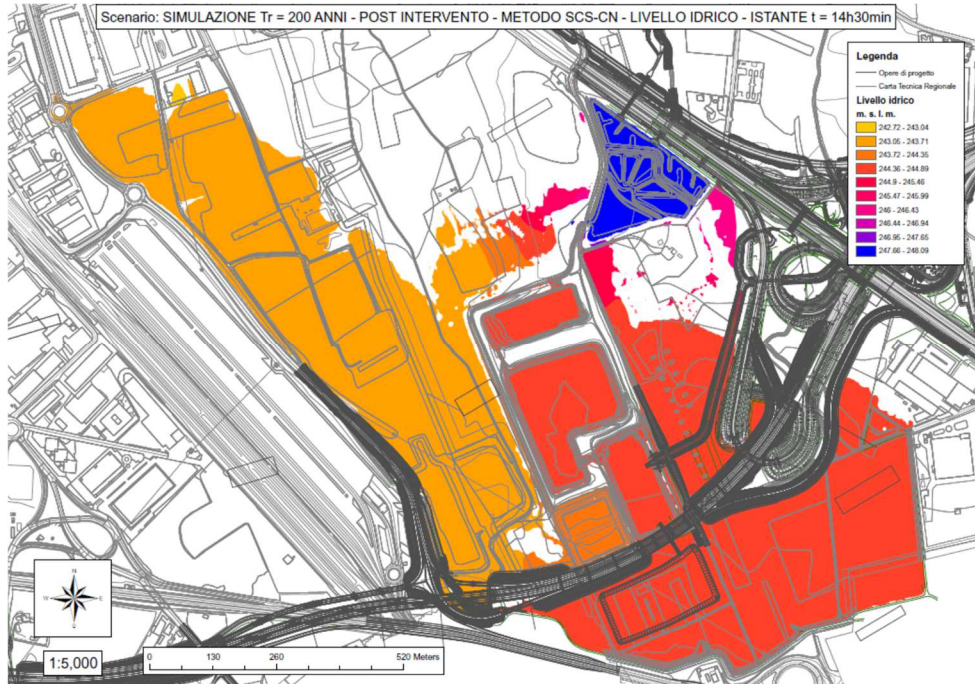 Scenario: SIMULAZIONE Tr = 200 ANNI - POST INTERVENTO - METODO SCS-CN - LIVELLO IDRICO - ISTANTE t = 14h30min
Legenda
Opere di progetto
Carta Tecnica Regionale
Livello idrico
m. s. l. m.
242.72 - 243.04
243.05 - 243.71
243.72 - 244.35
244.36 - 244.89
244.9 - 245.46
245.47 - 245.99
246 - 246.43
246.44 - 246.94
246.95 - 247.65
247.66 - 248.09
N
W E
S
1:5,000
0 130 260 520 Meters